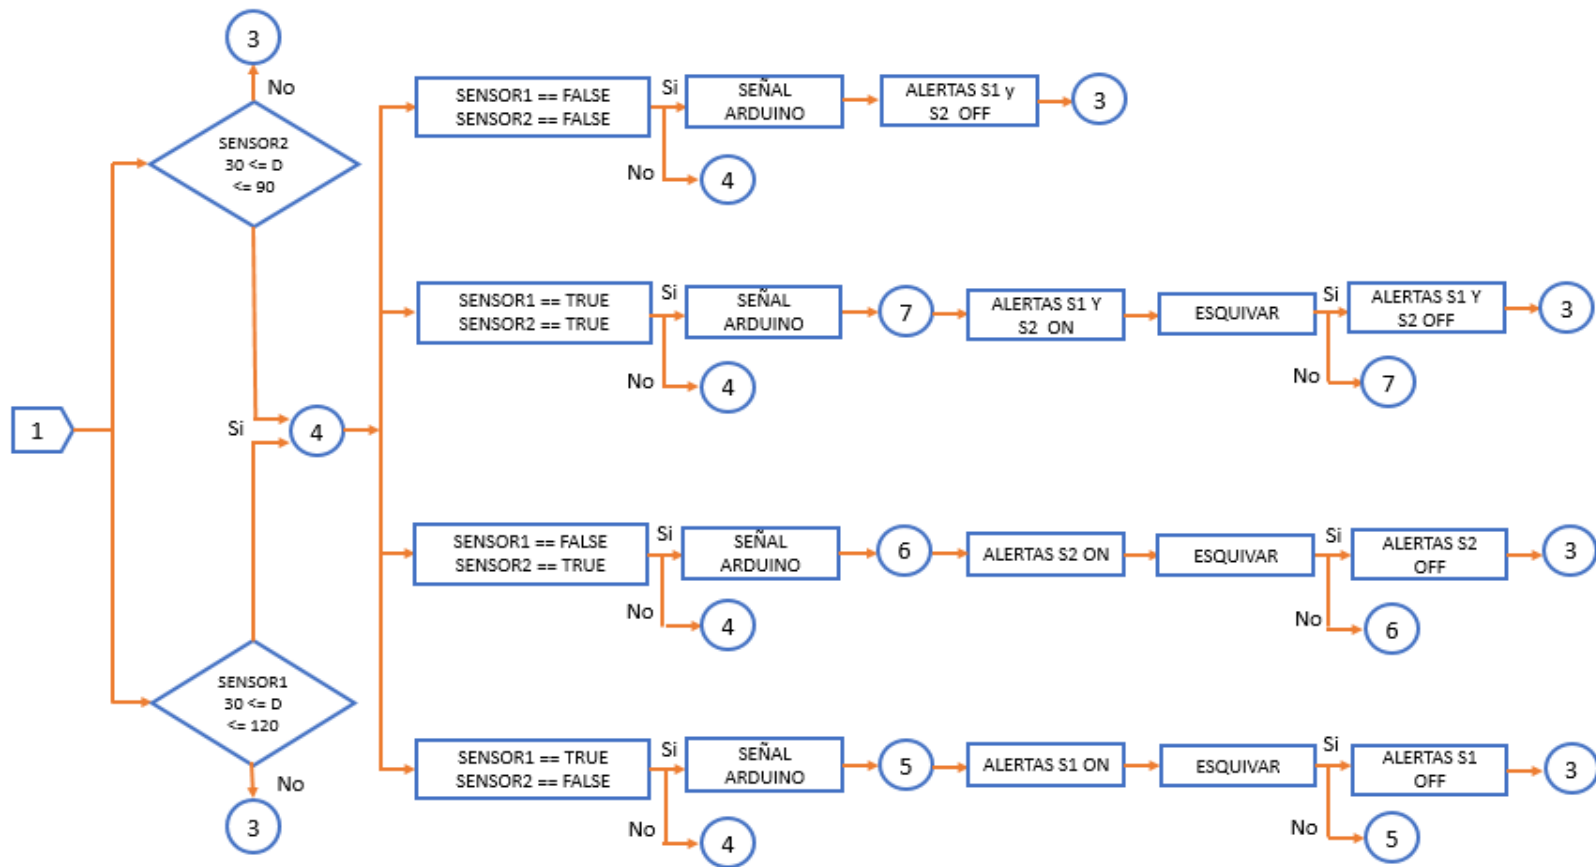 3
No
SENSOR2
30 <= D
<= 90
1
Si
4
SENSOR1
30 <= D
<= 120
No
3
SENSOR1 == FALSE
SENSOR2 == FALSE
Si
SEÑAL
ARDUINO
ALERTAS S1 y
S2 OFF
3
No
4
SENSOR1 == TRUE
SENSOR2 == TRUE
Si
SEÑAL
ARDUINO
7
ALERTAS S1 Y
S2 ON
ESQUIVAR
Si
ALERTAS S1 Y
S2 OFF
3
No
4
No
7
SENSOR1 == FALSE
SENSOR2 == TRUE
Si
SEÑAL
ARDUINO
6
ALERTAS S2 ON
ESQUIVAR
Si
ALERTAS S2
OFF
3
No
4
No
6
SENSOR1 == TRUE
SENSOR2 == FALSE
Si
SEÑAL
ARDUINO
5
ALERTAS S1 ON
ESQUIVAR
Si
ALERTAS S1
OFF
3
No
4
No
5